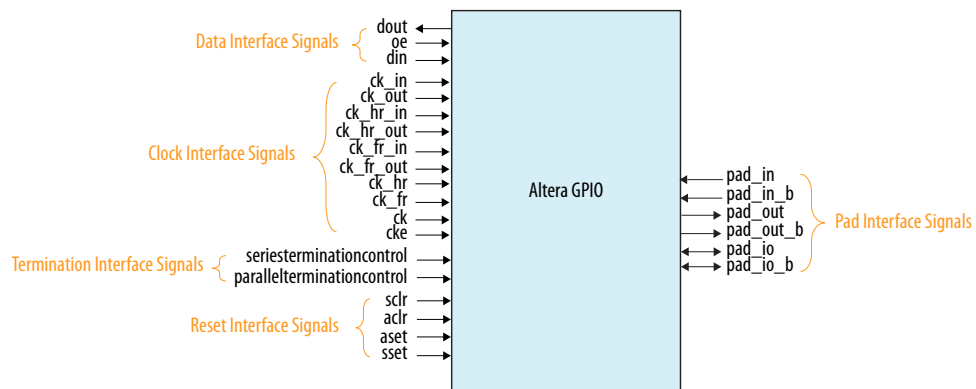 Data Interface Signals
dout
oe
din
Clock Interface Signals
ck_in
ck_out
ck_hr_in
ck_hr_out
ck_fr_in
ck_fr_out
ck_hr
ck_fr
ck
cke
Termination Interface Signals
seriesterminationcontrol
parallelterminationcontrol
Reset Interface Signals
sclr
aclr
aset
sset
Altera GPIO
pad_in
pad_in_b
pad_out
pad_out_b
pad_io
pad_io_b
Pad Interface Signals